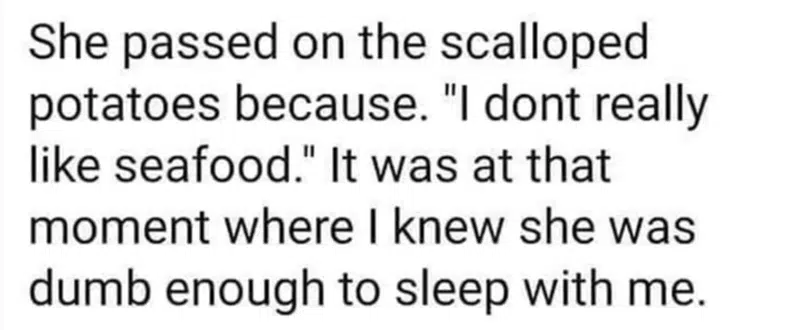 She passed on the scalloped
potatoes because. "I dont really
like seafood." It was at that
moment where I knew she was
dumb enough to sleep with me.